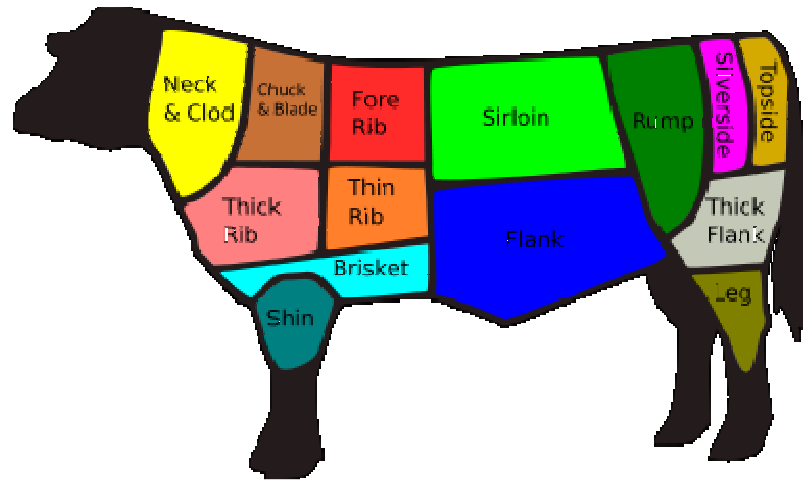 Neck
& Clod
Chuck
& Blade
Fore
Rib
Sirloin
Rump
Silverside
Topside
Thick
Rib
Thin
Rib
Flank
Thick
Flank
Brisket
Shin
Leg